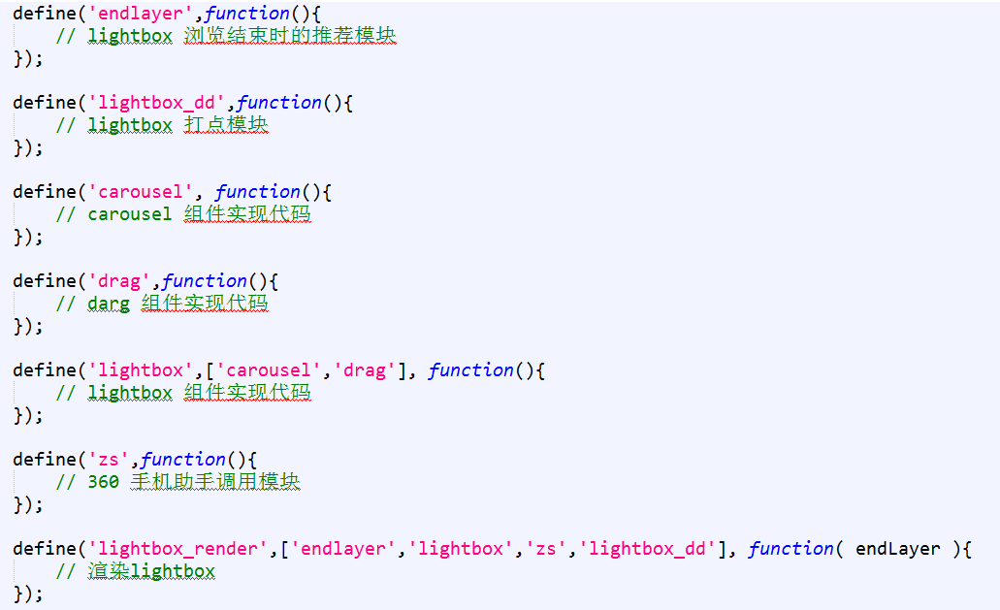 define('endlayer',function(){
// lightbox 浏览结束时的推荐模块
});
define('lightbox_dd',function(){
// lightbox 打点模块
});
define('carousel', function(){
// carousel 组件实现代码
});
define('drag',function(){
// darg 组件实现代码
});
define('lightbox',['carousel','drag'], function(){
// lightbox 组件实现代码
});
define('zs',function(){
// 360 手机助手调用模块
});
define('lightbox_render',['endlayer','lightbox','zs','lightbox_dd'], function( endLayer ){
// 渲染lightbox
});